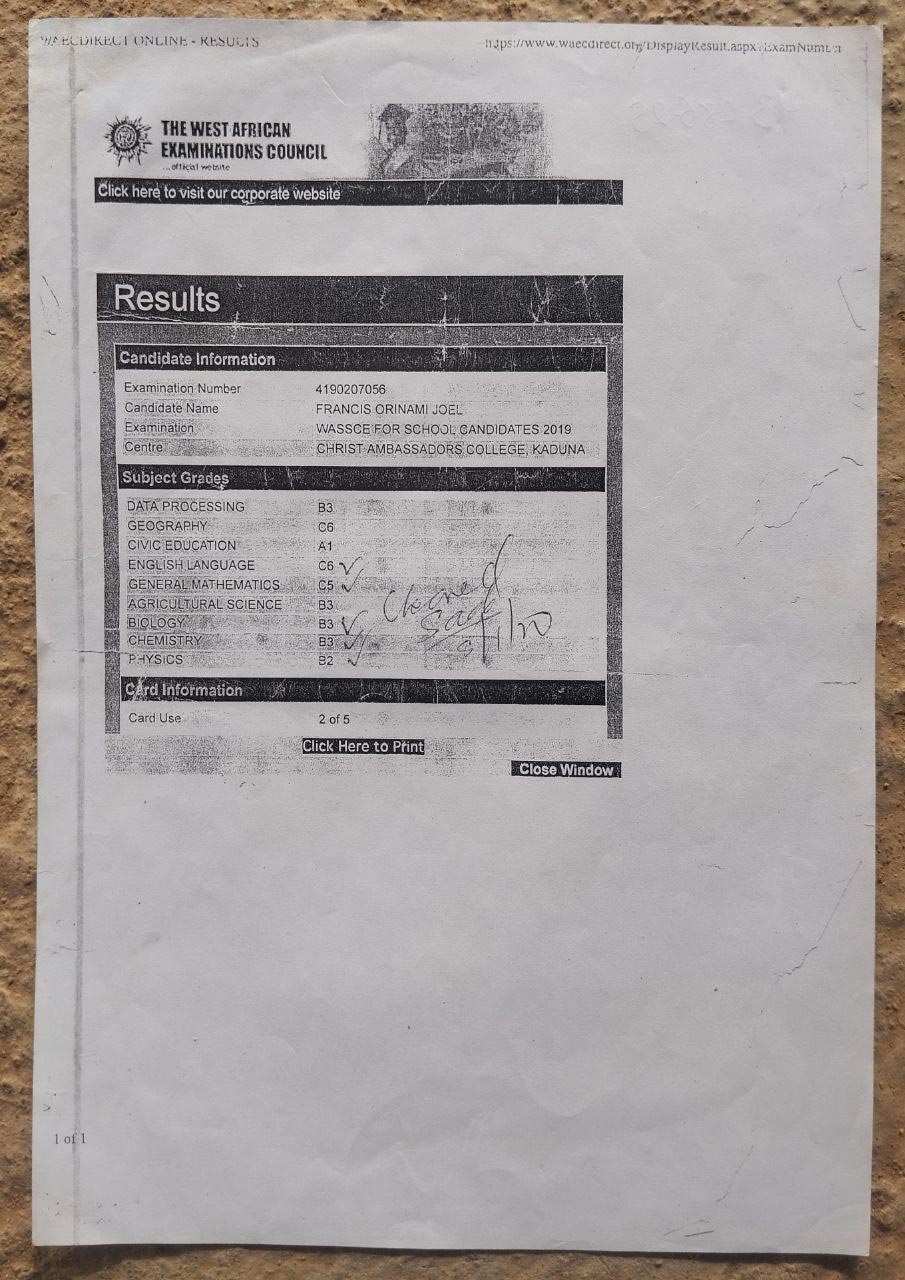 WAECDIRECT ONLINE - RESULTS
https://www.waecdirect.org/DisplayResult.aspx?ExamNumber
THE WEST AFRICAN
EXAMINATIONS COUNCIL
...official website
Click here to visit our corporate website
Results
Candidate Information
Examination Number 4190207056
Candidate Name FRANCIS ORINAMI JOEL
Examination WASSCE FOR SCHOOL CANDIDATES 2019
Centre CHRIST AMBASSADORS COLLEGE, KADUNA
Subject Grades
DATA PROCESSING B3
GEOGRAPHY C6
CIVIC EDUCATION A1
ENGLISH LANGUAGE C6
GENERAL MATHEMATICS C5
AGRICULTURAL SCIENCE B3
BIOLOGY B3
CHEMISTRY B3
PHYSICS B2
Card Information
Card Use 2 of 5
Click Here to Print
Close Window
1 of 1